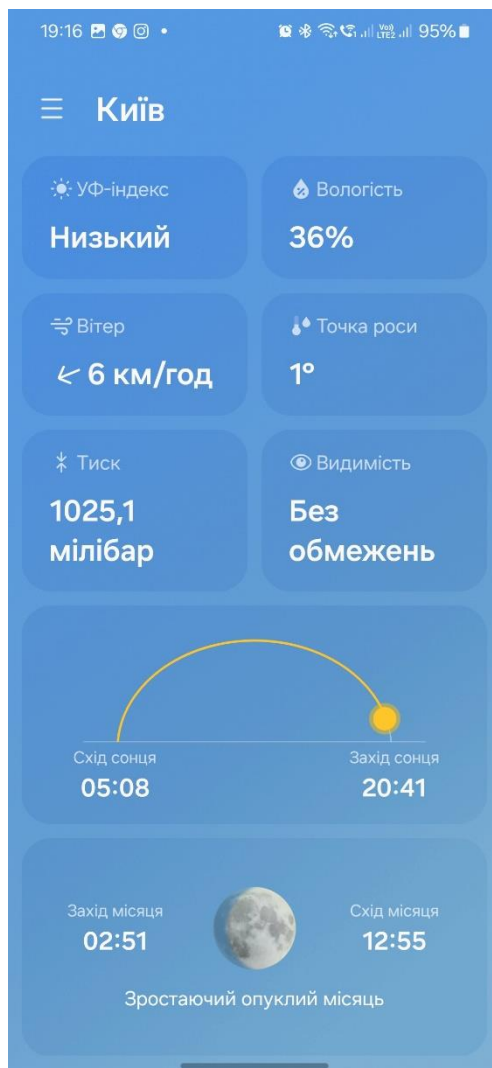 19:16
95%
Київ
УФ-індекс
Низький
Вологість
36%
Вітер
6 км/год
Точка роси
1°
Тиск
1025,1
мілібар
Видимість
Без
обмежень
Схід сонця
05:08
Захід сонця
20:41
Захід місяця
02:51
Схід місяця
12:55
Зростаючий опуклий місяць